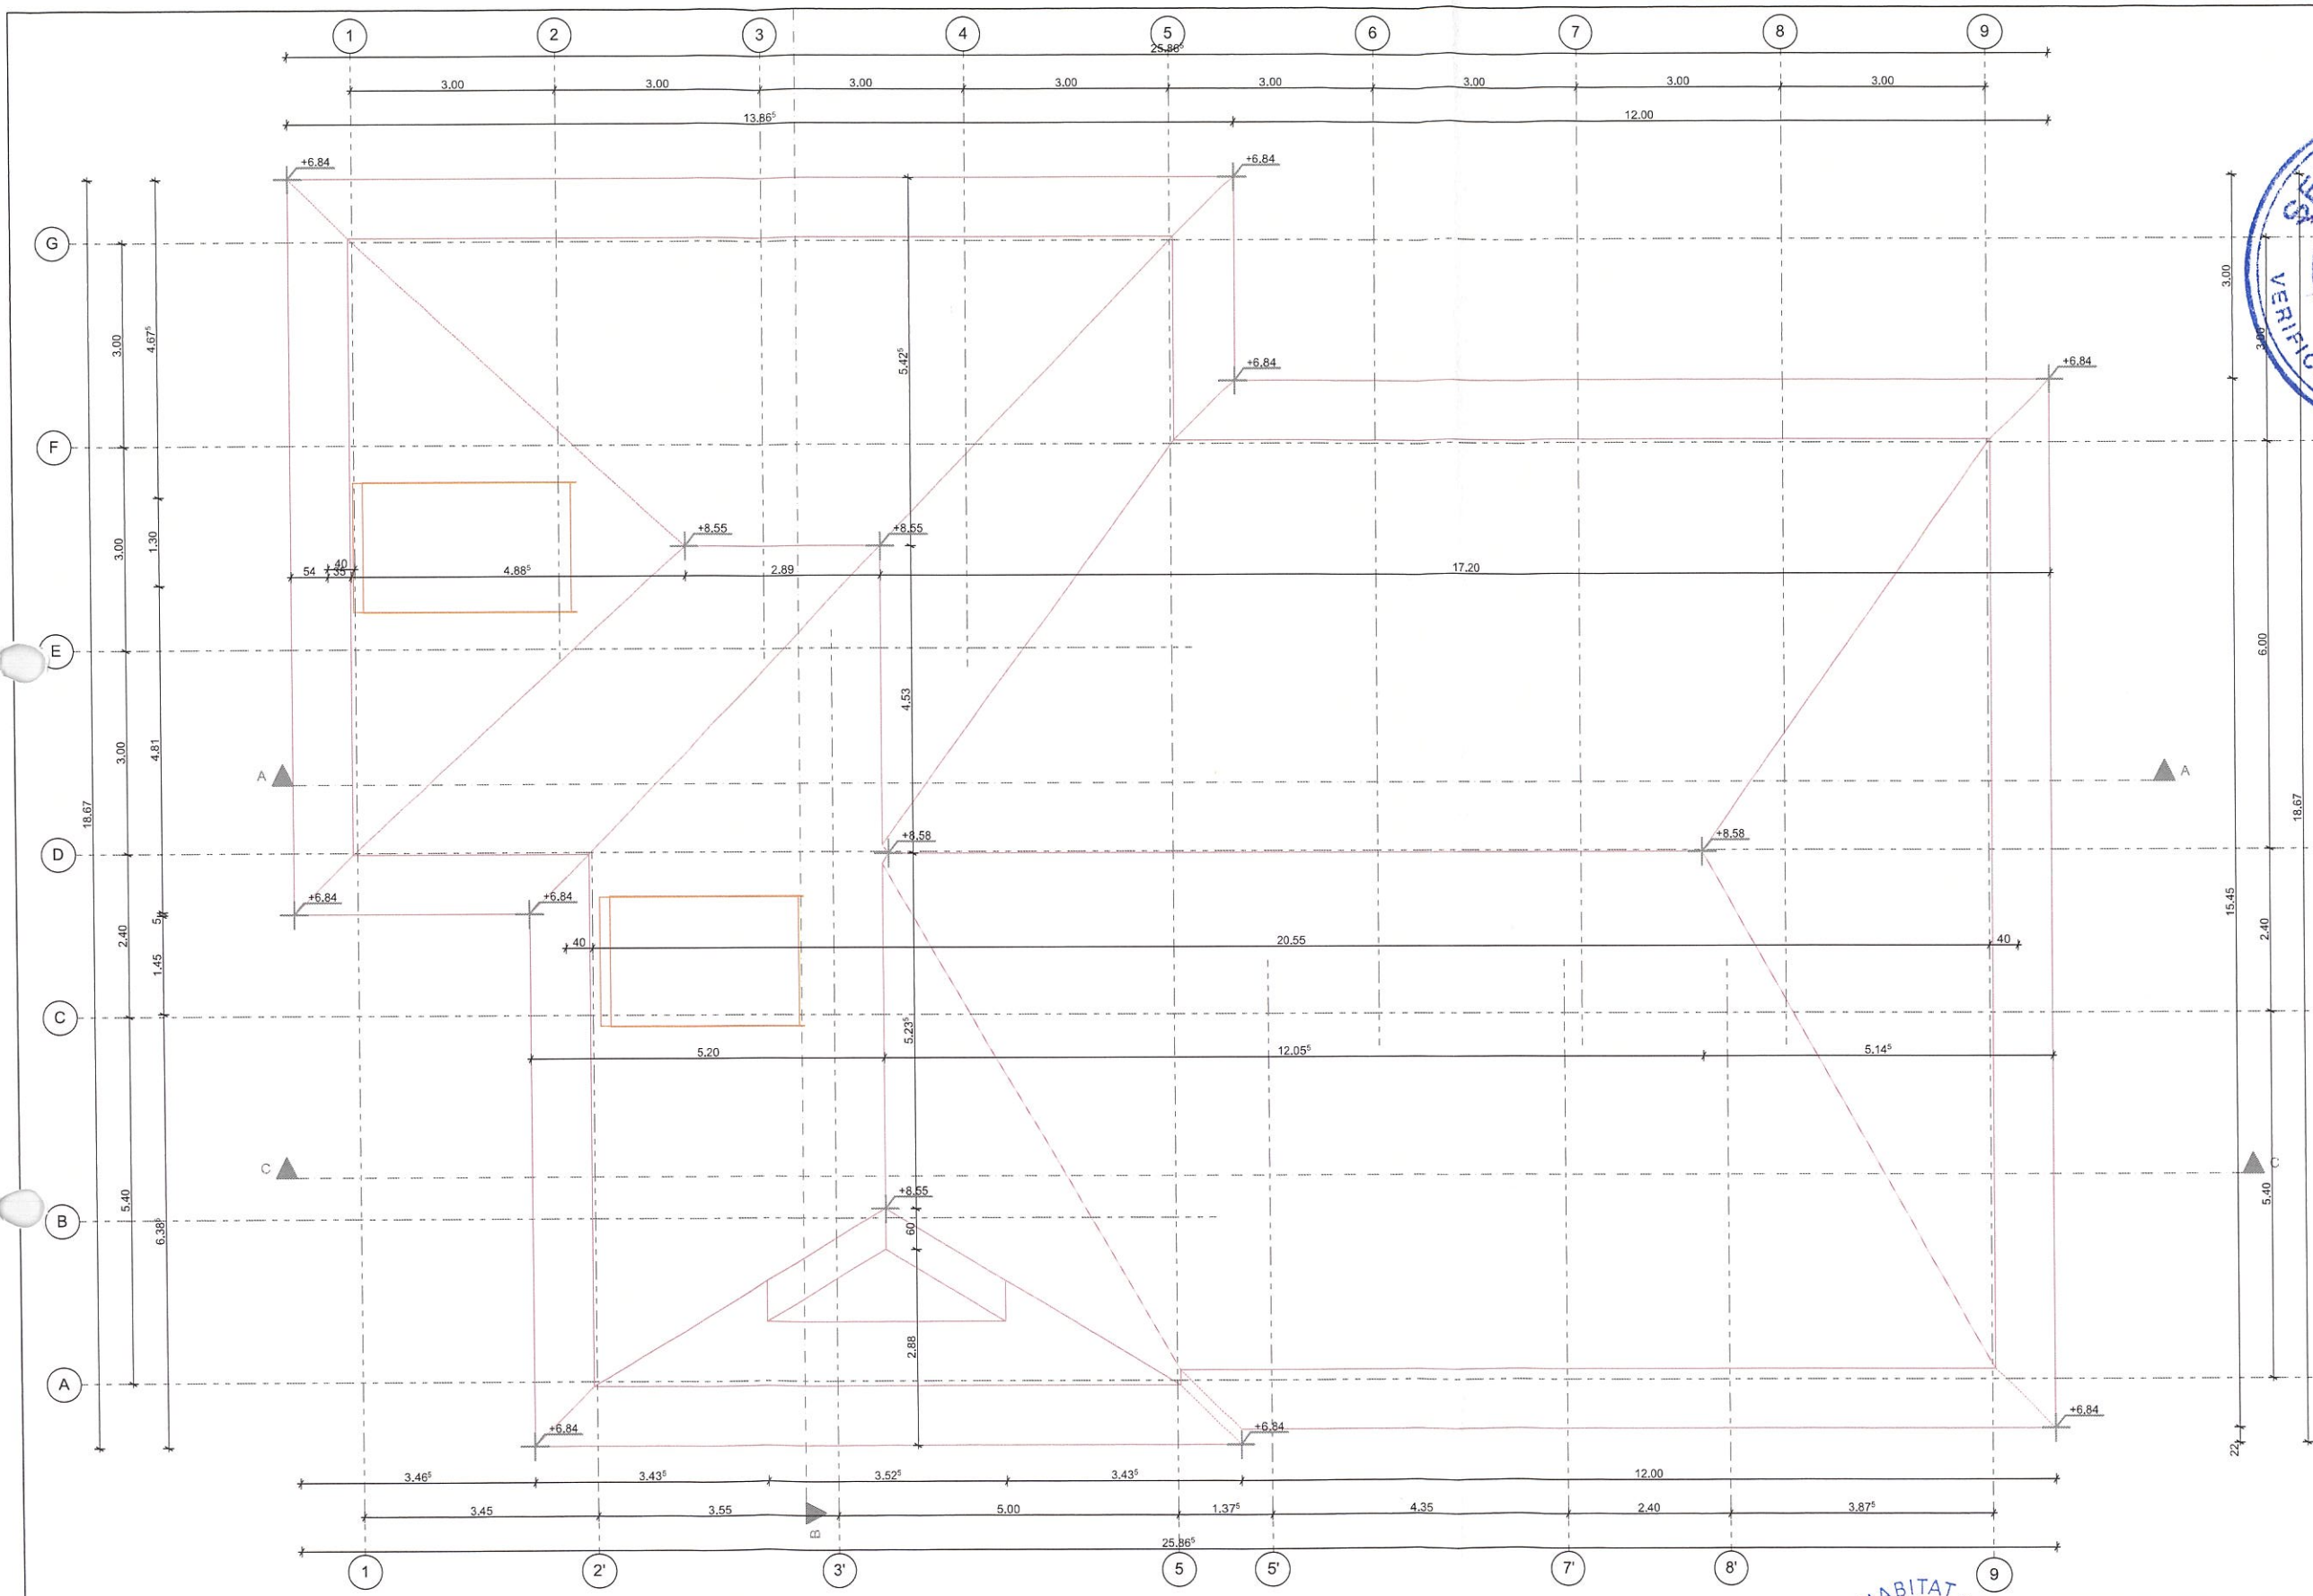 1 2 3 4 5 6 7 8 9
25.86⁵
3.00 3.00 3.00 3.00 3.00 3.00 3.00 3.00
13.86⁵ 12.00
+6.84 +6.84
G
3.00 4.67⁵ 5.42⁵ 3.00 3.00
VERIFIC
+6.84 +6.84
F
+8.55 +8.55
3.00 1.30
40
54 35 4.88⁵ 2.89 17.20
E
6.00
4.53
3.00 4.81
A A
18.67 18.67
+8.58 +8.58
D
+6.84 +6.84
5
2.40 15.45 2.40
40 20.55 40
1.45
C
5.23⁵
5.20 12.05⁵ 5.14⁵
C C
+8.55
5.40 5.40
B
6.38⁵ 60
2.88
A
+6.84 +6.84 +6.84
22
3.46⁵ 3.43⁵ 3.52⁵ 3.43⁵ 12.00
3.45 3.55 5.00 1.37⁵ 4.35 2.40 3.87⁵
B
25.86⁵
1 2' 3' 5 5' 7' 8' 9
HABITAT